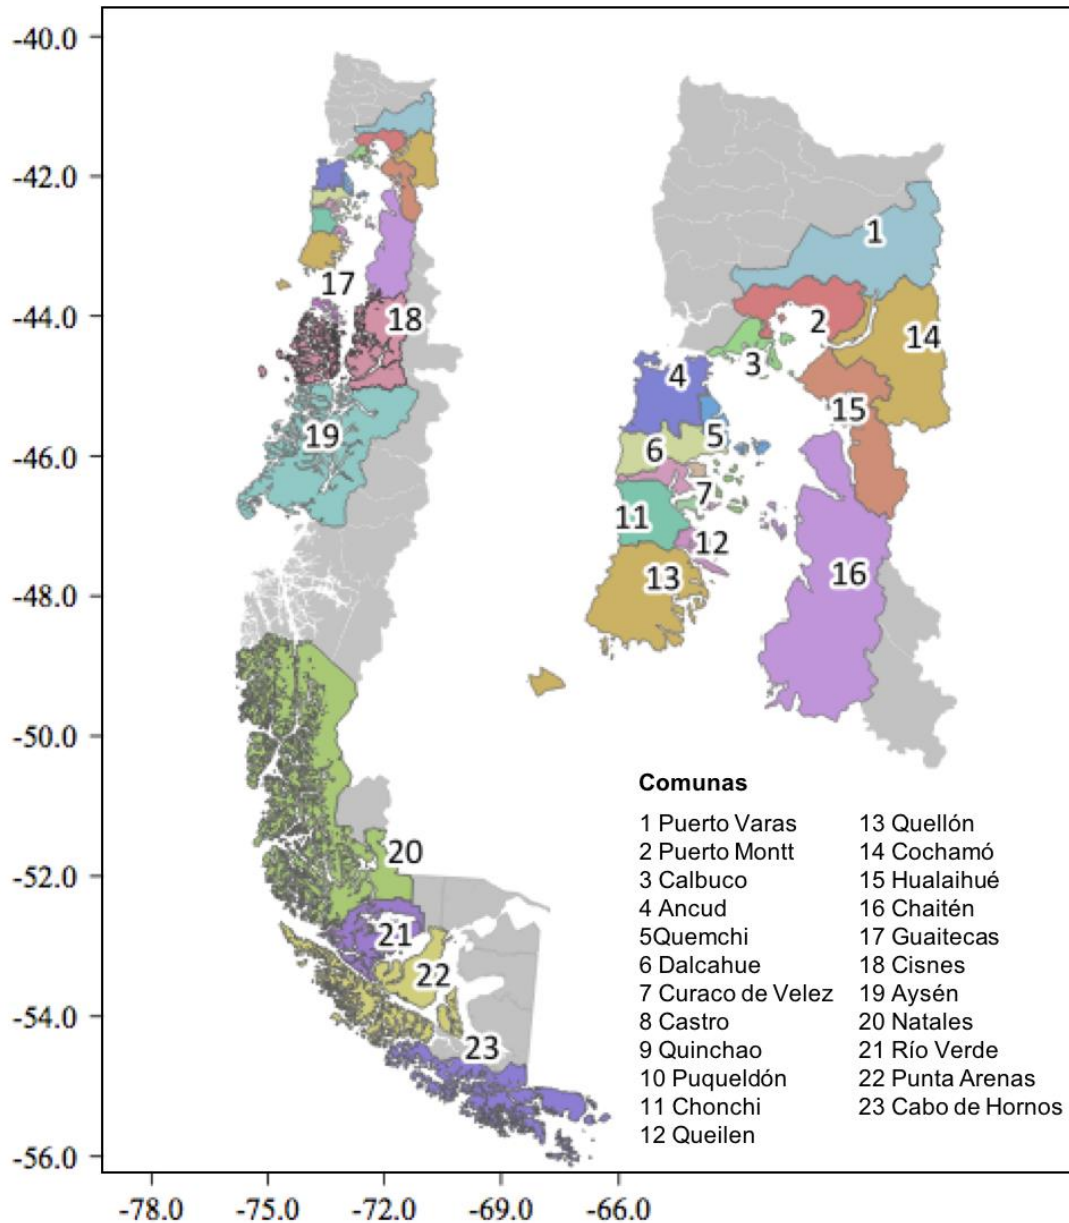 -40.0
-42.0
-44.0
-46.0
-48.0
-50.0
-52.0
-54.0
-56.0
-78.0 -75.0 -72.0 -69.0 -66.0
17
18
19
20
21
22
23
1
2
14
3
4
15
5
6
7
11
12
13
16
Comunas
1 Puerto Varas
2 Puerto Montt
3 Calbuco
4 Ancud
5Quemchi
6 Dalcahue
7 Curaco de Velez
8 Castro
9 Quinchao
10 Puqueldón
11 Chonchi
12 Queilen
13 Quellón
14 Cochamó
15 Hualaihué
16 Chaitén
17 Guaitecas
18 Cisnes
19 Aysén
20 Natales
21 Río Verde
22 Punta Arenas
23 Cabo de Hornos